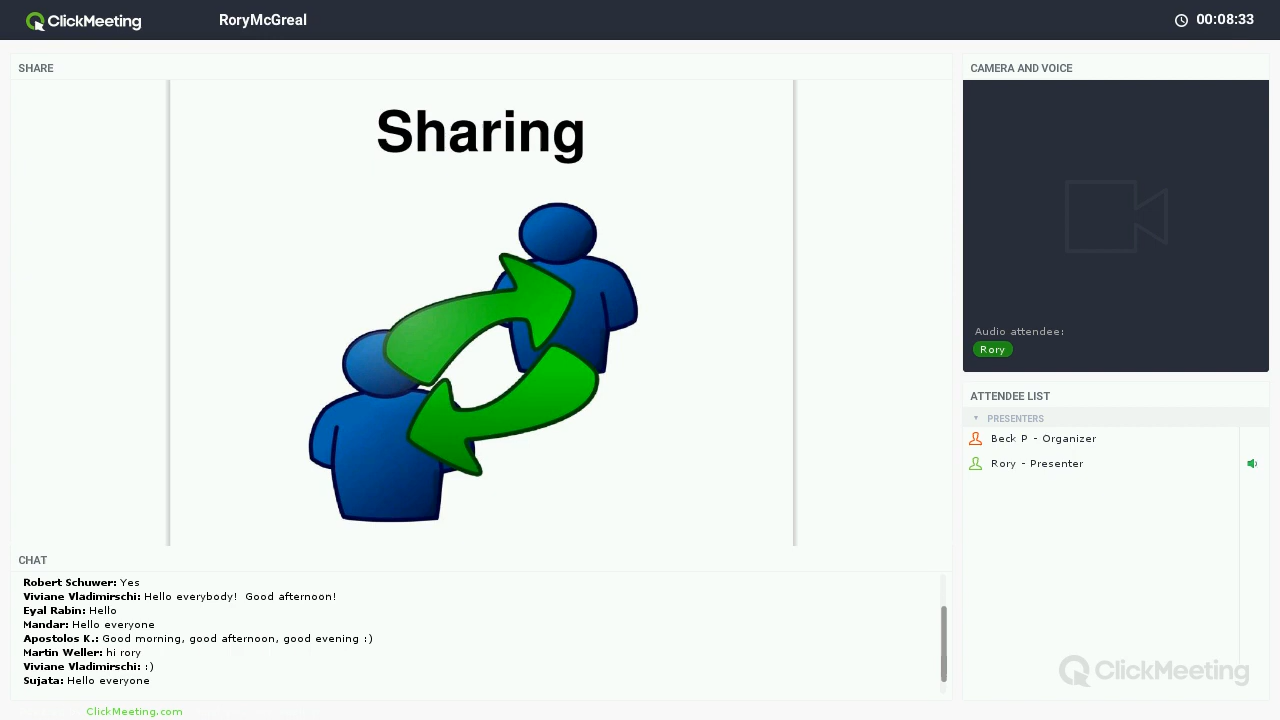 ClickMeeting
RoryMcGreal
00:08:33
SHARE
Sharing
CAMERA AND VOICE
Audio attendee:
Rory
ATTENDEE LIST
PRESENTERS
Beck P - Organizer
Rory - Presenter
CHAT
Robert Schuwer: Yes
Viviane Vladimirschi: Hello everybody!  Good afternoon!
Eyal Rabin: Hello
Mandar: Hello everyone
Apostolos K.: Good morning, good afternoon, good evening :)
Martin Weller: hi rory
Viviane Vladimirschi: :)
Sujata: Hello everyone
ClickMeeting
ClickMeeting.com